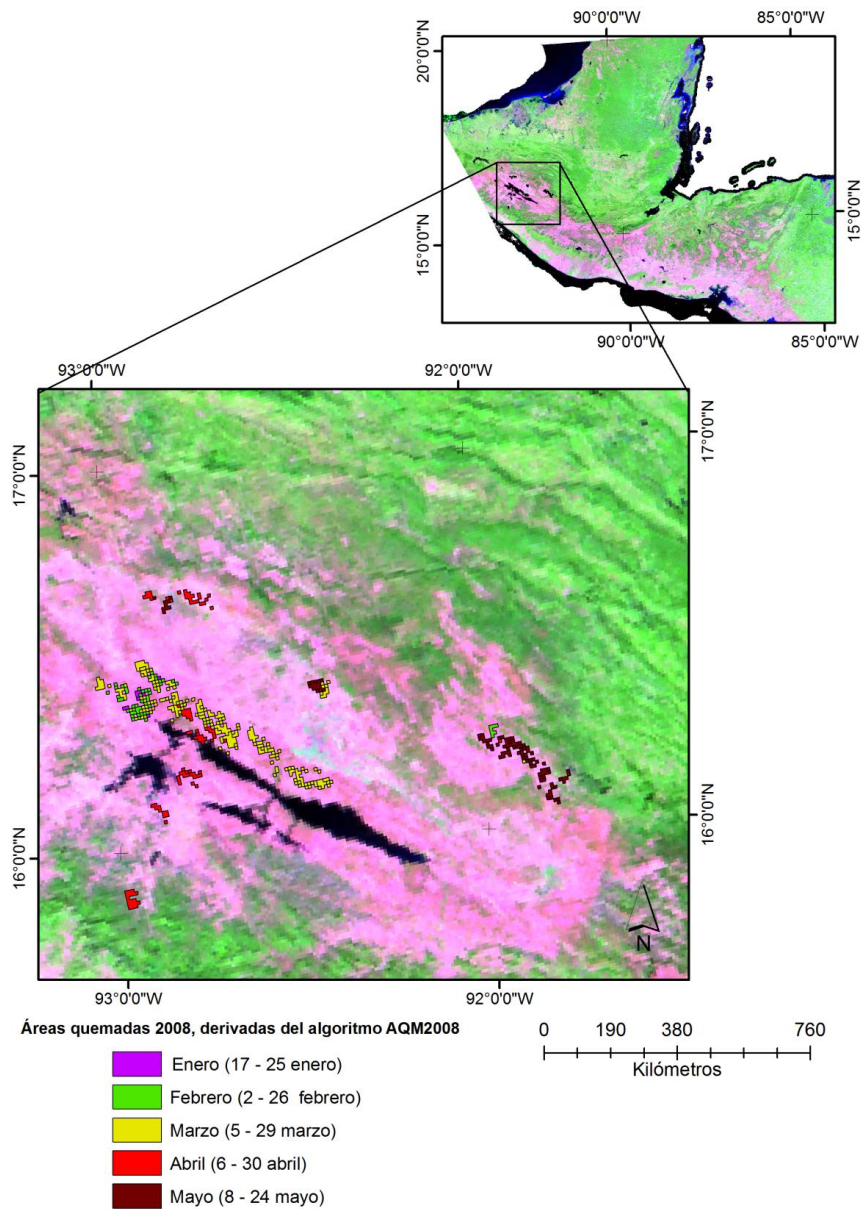 90°0'0"W 85°0'0"W
20°0'0"N
15°0'0"N
15°0'0"N
90°0'0"W 85°0'0"W
93°0'0"W 92°0'0"W
17°0'0"N
17°0'0"N
16°0'0"N
16°0'0"N
N
93°0'0"W 92°0'0"W
Áreas quemadas 2008, derivadas del algoritmo AQM2008
0 190 380 760
Kilómetros
Enero (17 - 25 enero)
Febrero (2 - 26 febrero)
Marzo (5 - 29 marzo)
Abril (6 - 30 abril)
Mayo (8 - 24 mayo)